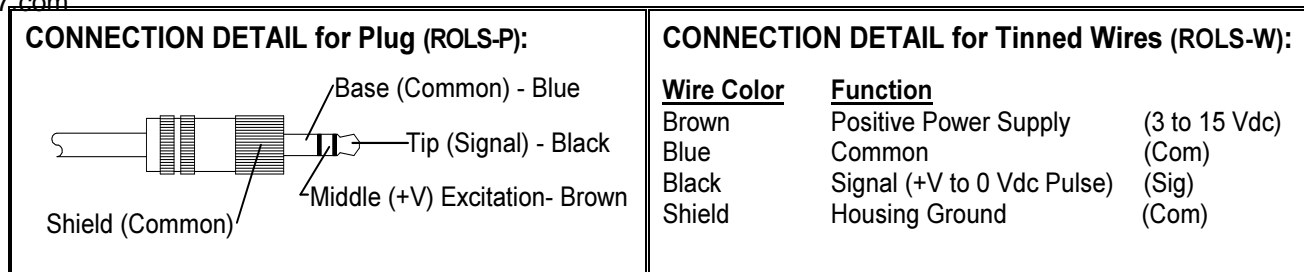 CONNECTION DETAIL for Plug (ROLS-P):
Base (Common) - Blue
Tip (Signal) - Black
Middle (+V) Excitation- Brown
Shield (Common)
CONNECTION DETAIL for Tinned Wires (ROLS-W):
Wire Color Function
Brown Positive Power Supply (3 to 15 Vdc)
Blue Common (Com)
Black Signal (+V to 0 Vdc Pulse) (Sig)
Shield Housing Ground (Com)